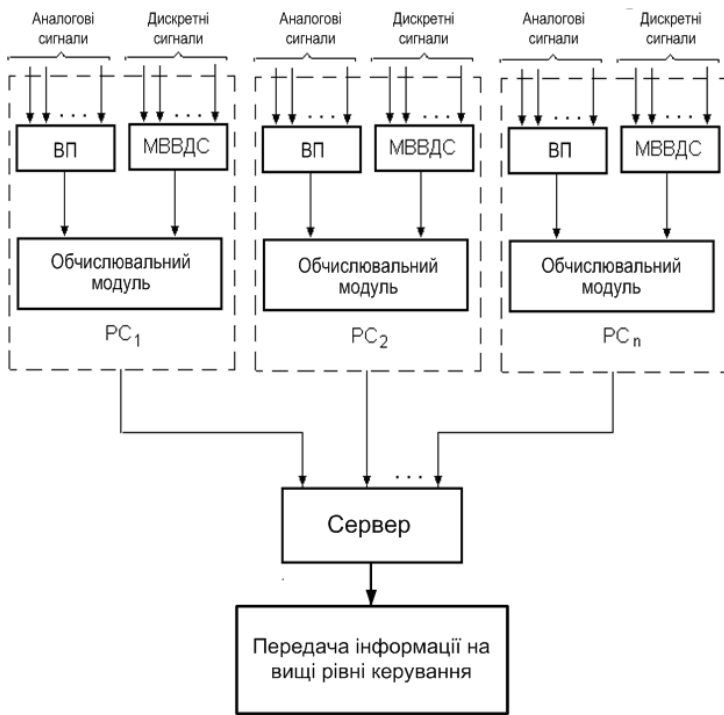 Аналогові
сигнали
Дискретні
сигнали
Аналогові
сигнали
Дискретні
сигнали
Аналогові
сигнали
Дискретні
сигнали
ВП
МВВДС
ВП
МВВДС
ВП
МВВДС
Обчислювальний
модуль
Обчислювальний
модуль
Обчислювальний
модуль
РС1
РС2
РСn
Сервер
Передача інформації на
вищі рівні керування